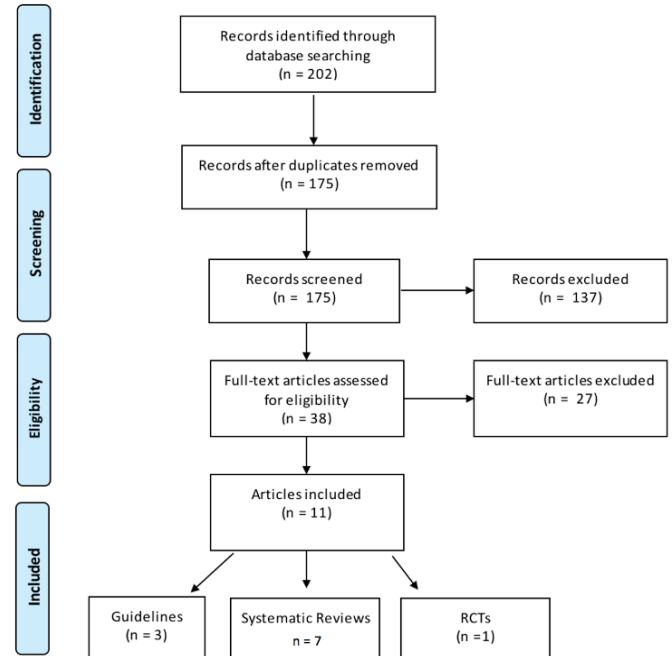 Identification
Records identified through
database searching
(n = 202)
Records after duplicates removed
(n = 175)
Screening
Records screened
(n = 175)
Records excluded
(n = 137)
Eligibility
Full-text articles assessed
for eligibility
(n = 38)
Full-text articles excluded
(n = 27)
Articles included
(n = 11)
Included
Guidelines
(n = 3)
Systematic Reviews
n = 7
RCTs
(n =1)